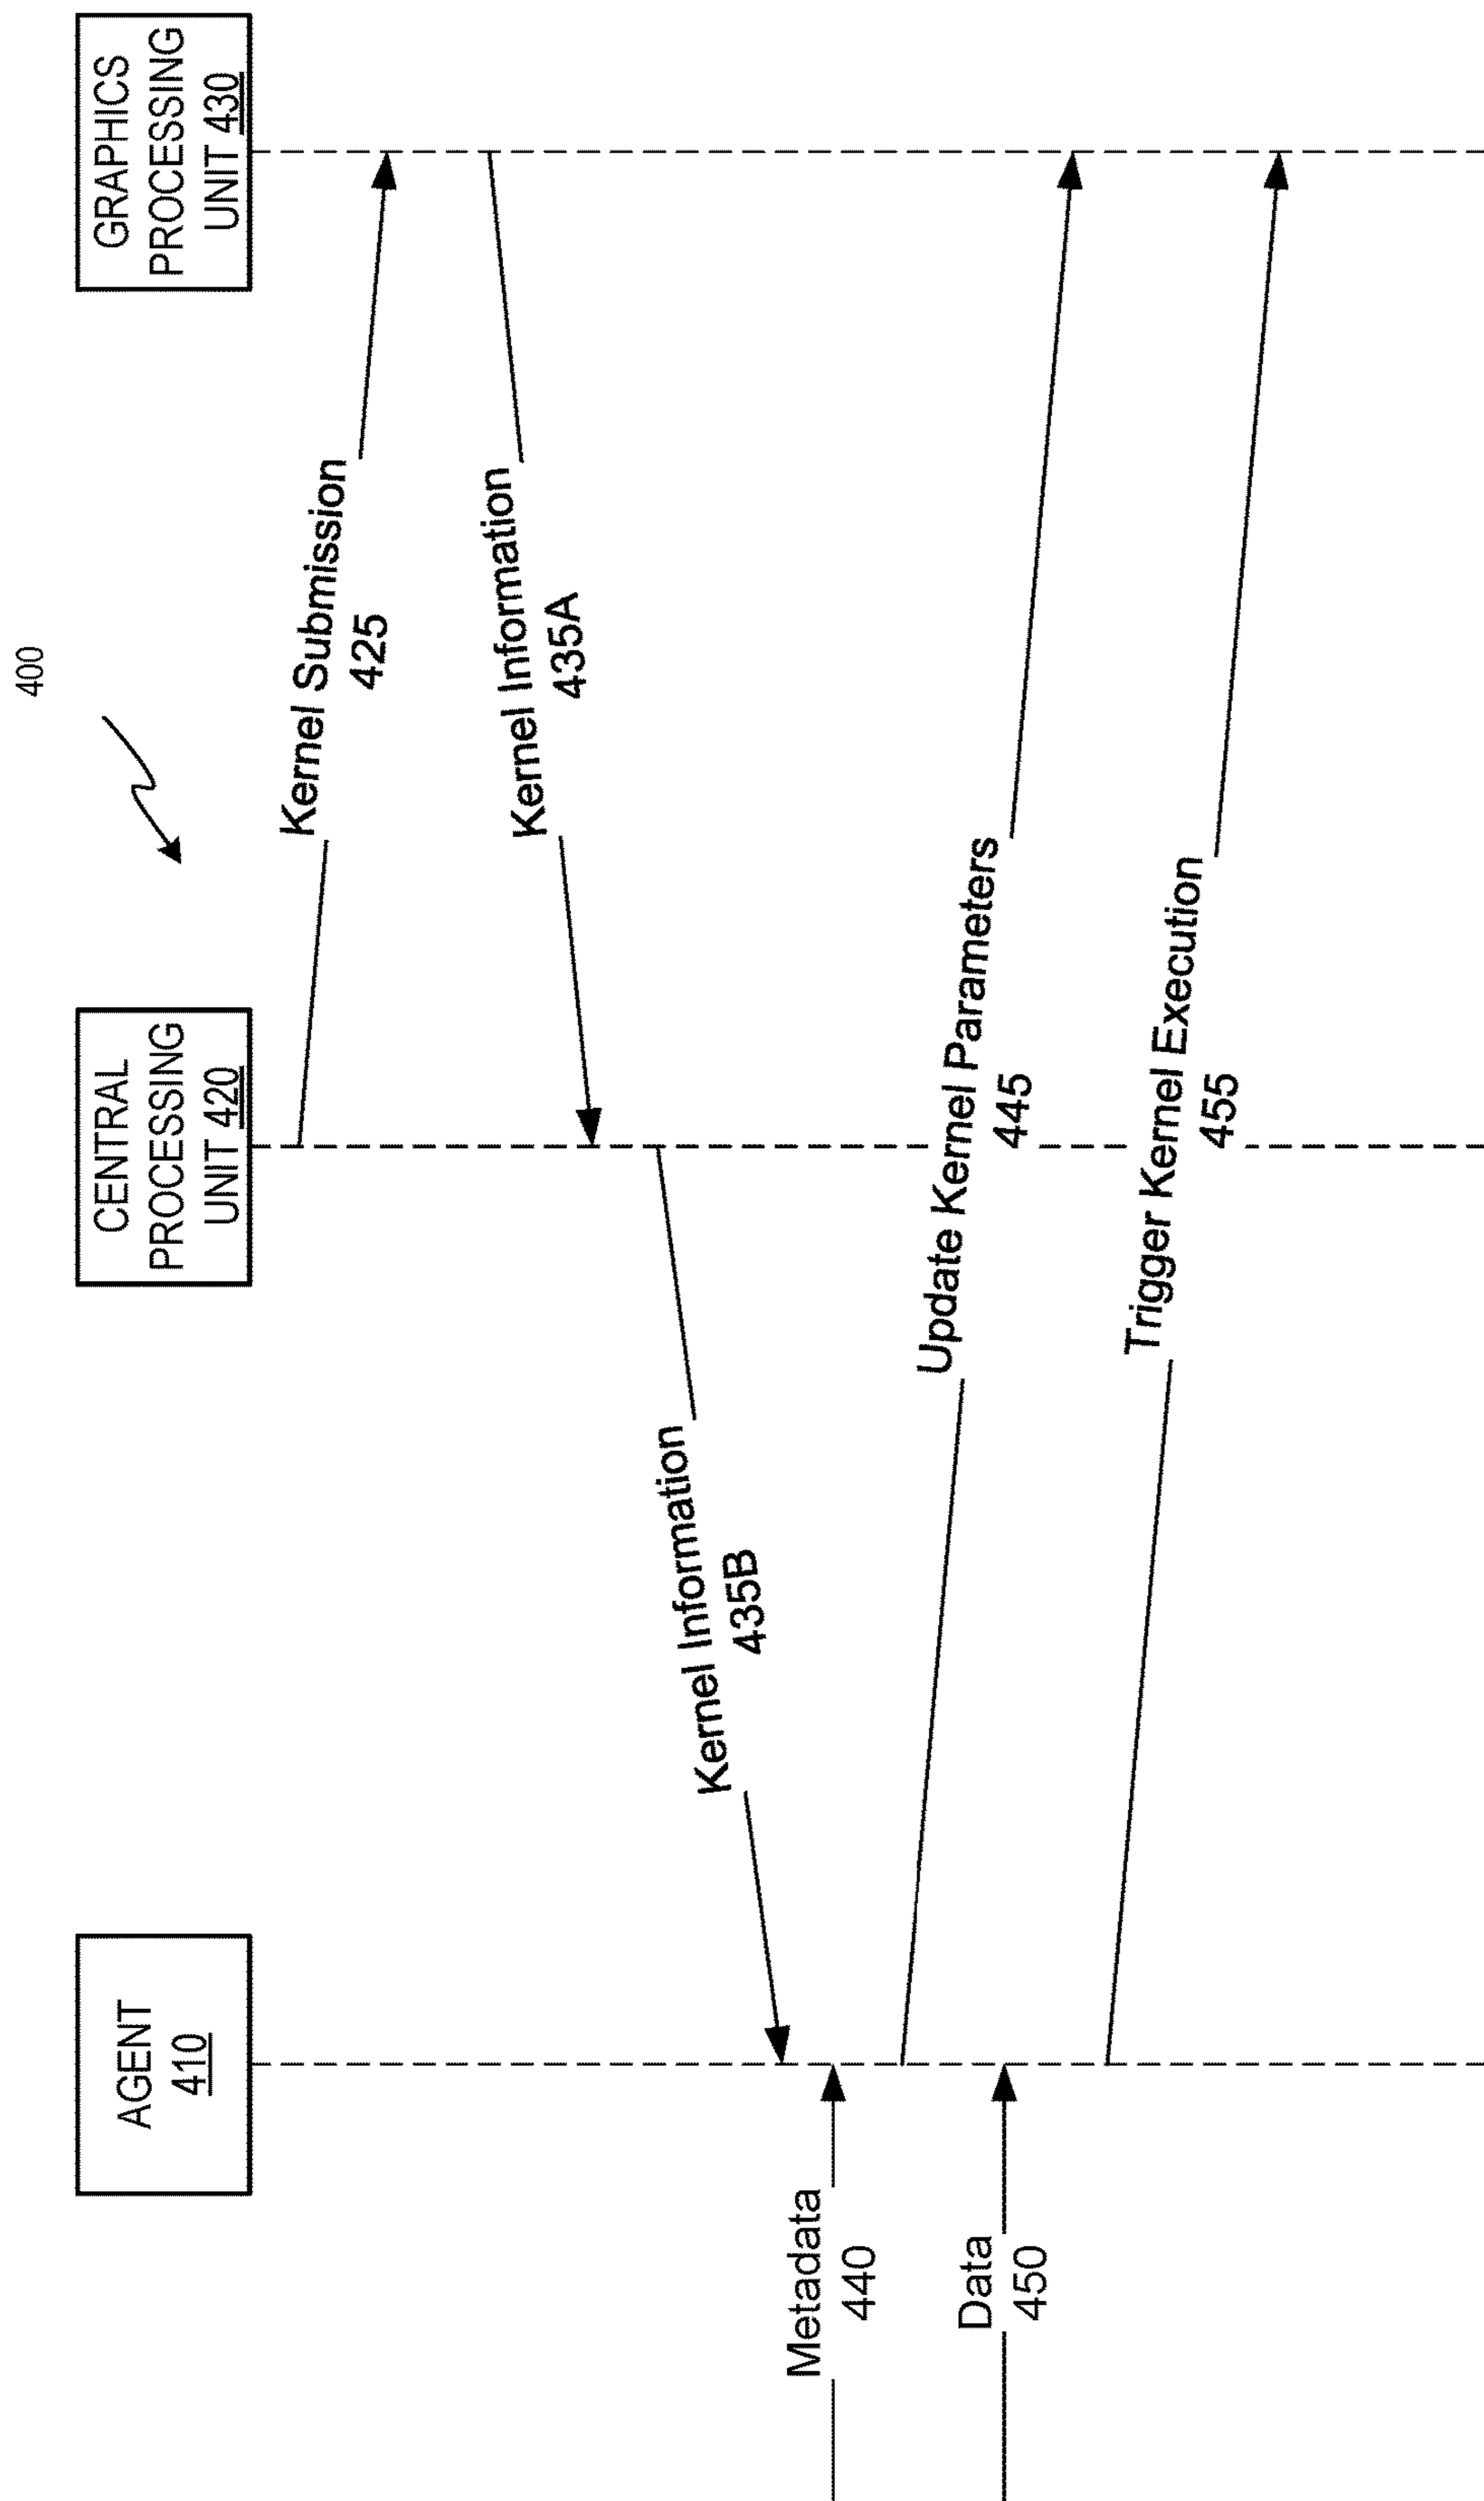 400
AGENT
410
CENTRAL
PROCESSING
UNIT 420
GRAPHICS
PROCESSING
UNIT 430
Kernel Submission
425
Kernel Information
435A
Kernel Information
435B
Metadata
440
Update Kernel Parameters
445
Data
450
Trigger Kernel Execution
455